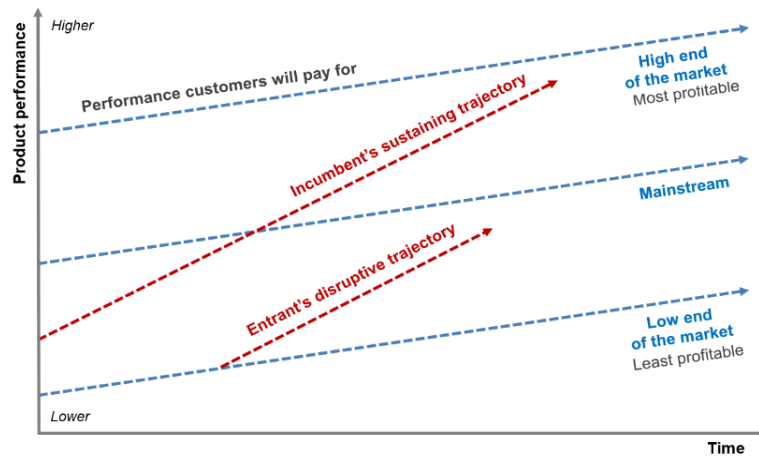 Higher
Product performance
Performance customers will pay for
Incumbent's sustaining trajectory
High end
of the market
Most profitable
Mainstream
Entrant's disruptive trajectory
Low end
of the market
Least profitable
Lower
Time